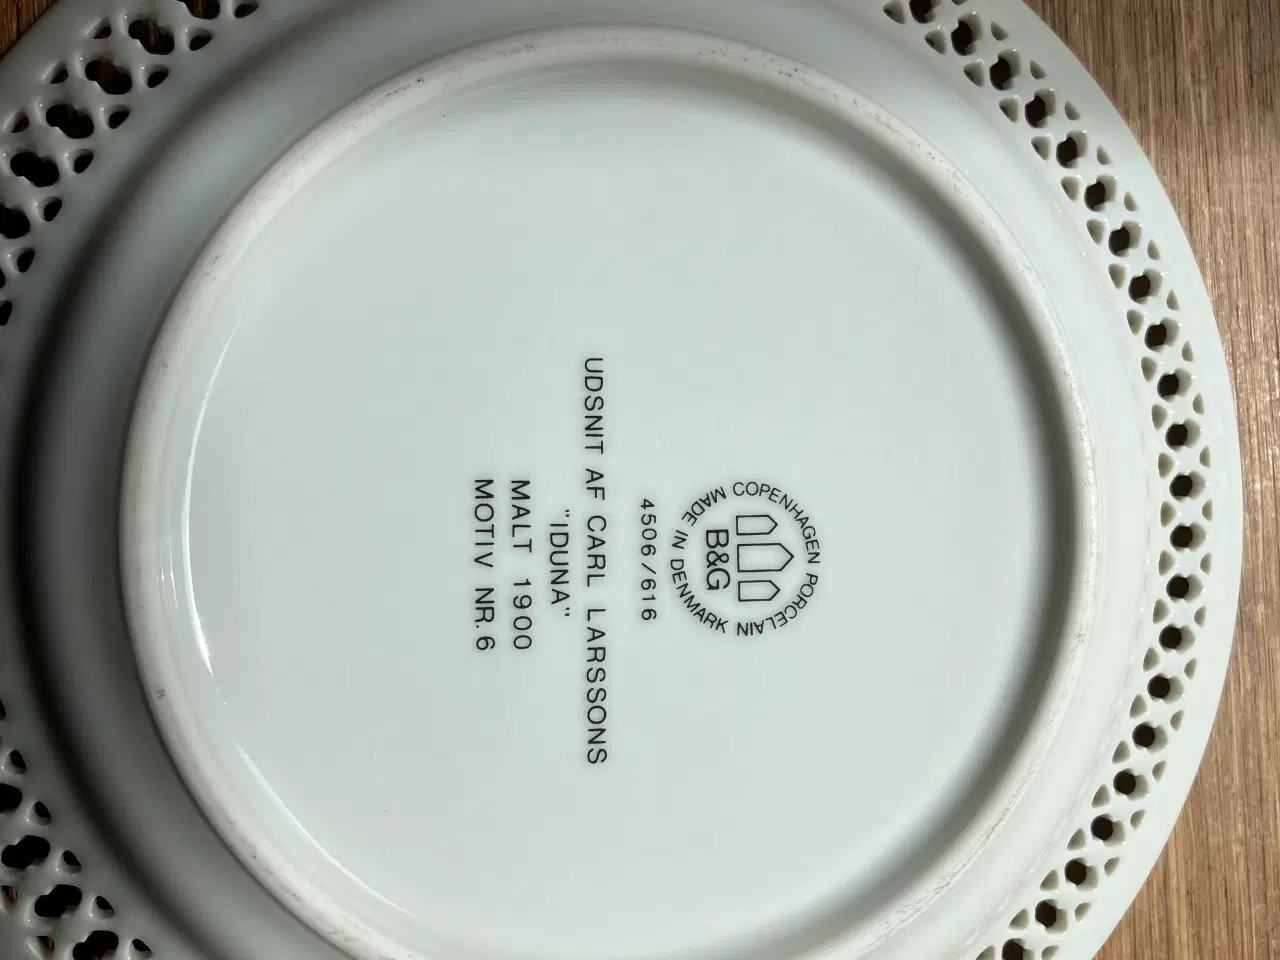 COPENHAGEN PORCELAIN
B&G
MADE IN DENMARK
4506/616
UDSNIT AF CARL LARSSONS
"IDUNA"
MALT 1900
MOTIV NR.6